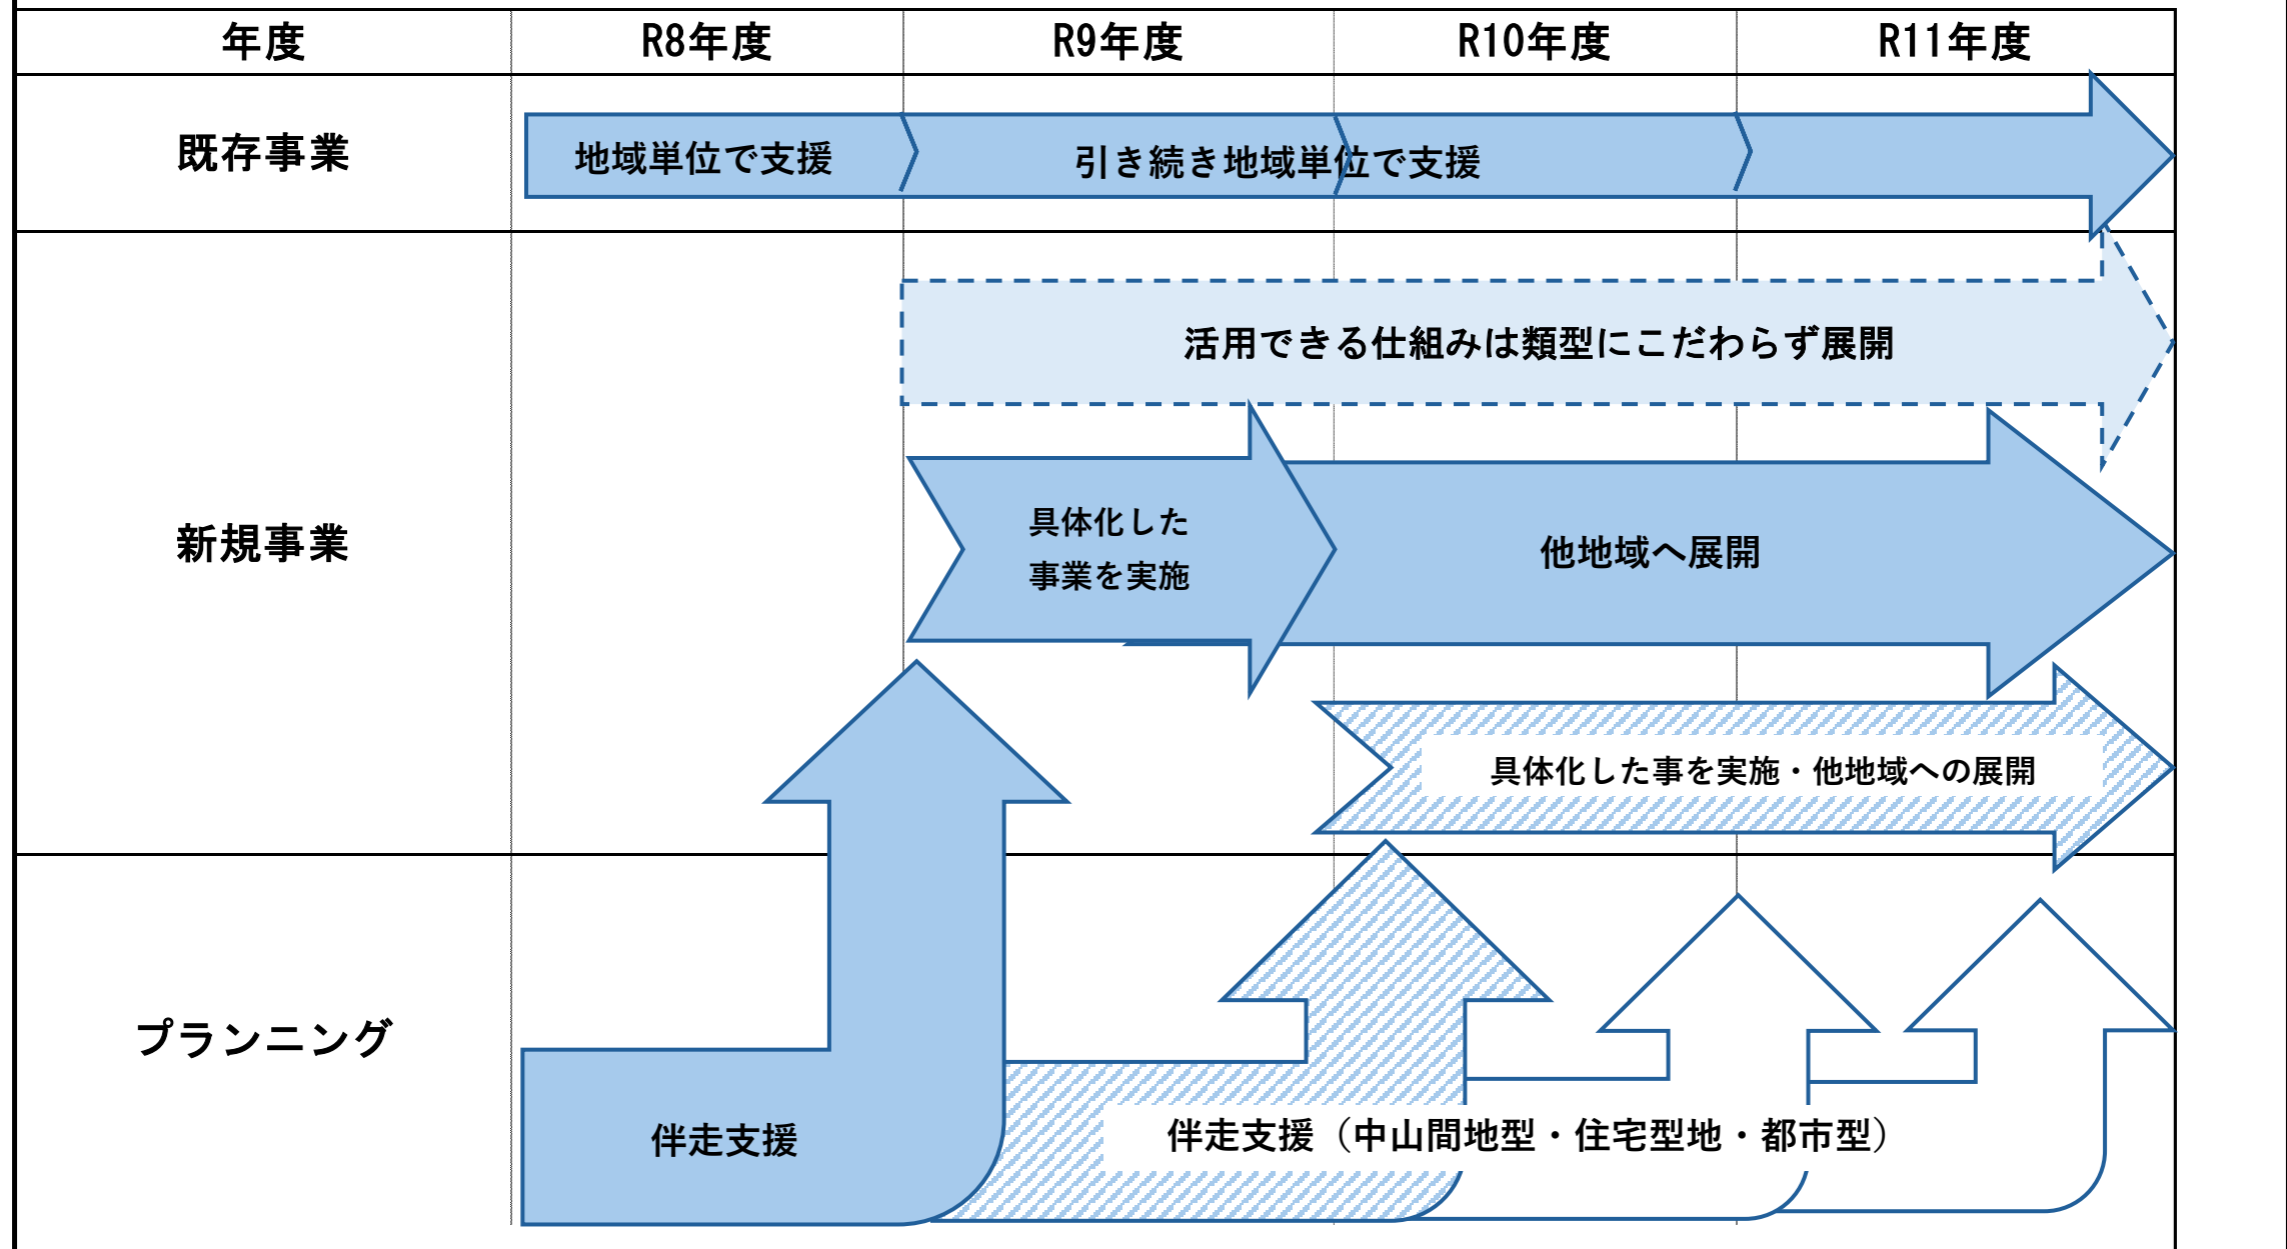 年度 R8年度 R9年度 R10年度 R11年度
既存事業
地域単位で支援
引き続き地域単位で支援
新規事業
活用できる仕組みは類型にこだわらず展開
具体化した
事業を実施
他地域へ展開
具体化した事を実施・他地域への展開
プランニング
伴走支援
伴走支援（中山間地型・住宅型地・都市型）